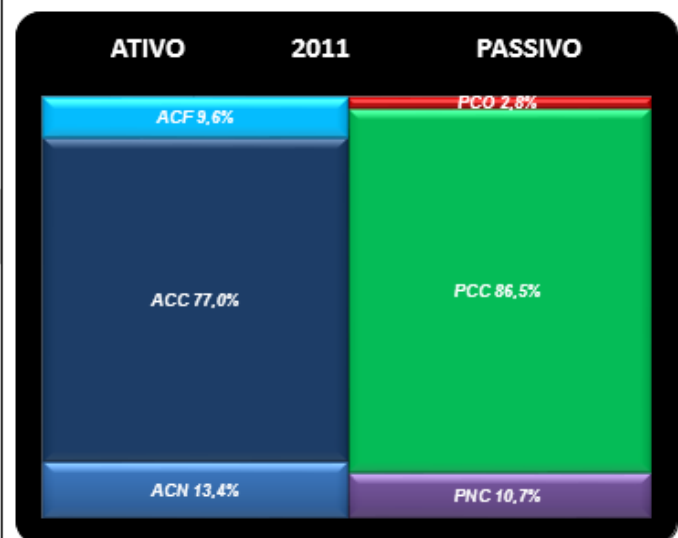 ATIVO 2011 PASSIVO
ACF 9,6% PCO 2,8%
ACC 77,0% PCC 86,5%
ACN 13,4% PNC 10,7%